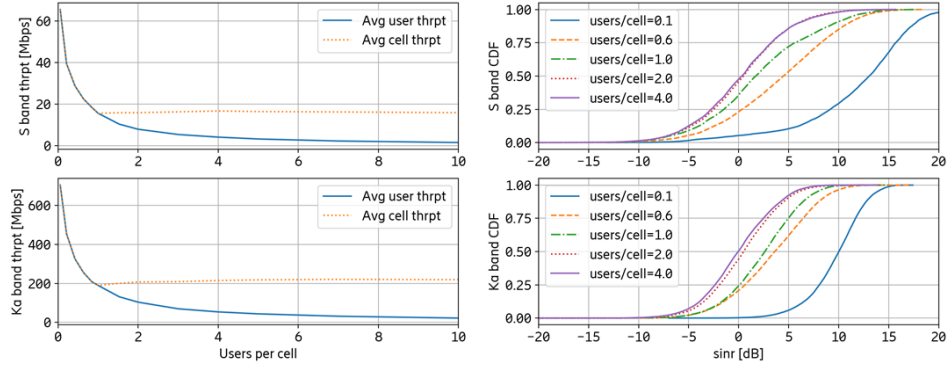 S band thrpt [Mbps]
60
40
20
0
0 2 4 6 8 10
Avg user thrpt
Avg cell thrpt
S band CDF
1.00
0.75
0.50
0.25
0.00
-20 -15 -10 -5 0 5 10 15 20
users/cell=0.1
users/cell=0.6
users/cell=1.0
users/cell=2.0
users/cell=4.0
Ka band thrpt [Mbps]
600
400
200
0
0 2 4 6 8 10
Users per cell
Avg user thrpt
Avg cell thrpt
Ka band CDF
1.00
0.75
0.50
0.25
0.00
-20 -15 -10 -5 0 5 10 15 20
sinr [dB]
users/cell=0.1
users/cell=0.6
users/cell=1.0
users/cell=2.0
users/cell=4.0